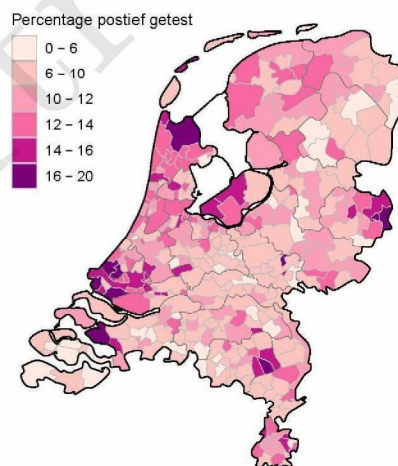 Percentage postief getest
0 – 6
6 – 10
10 – 12
12 – 14
14 – 16
16 – 20